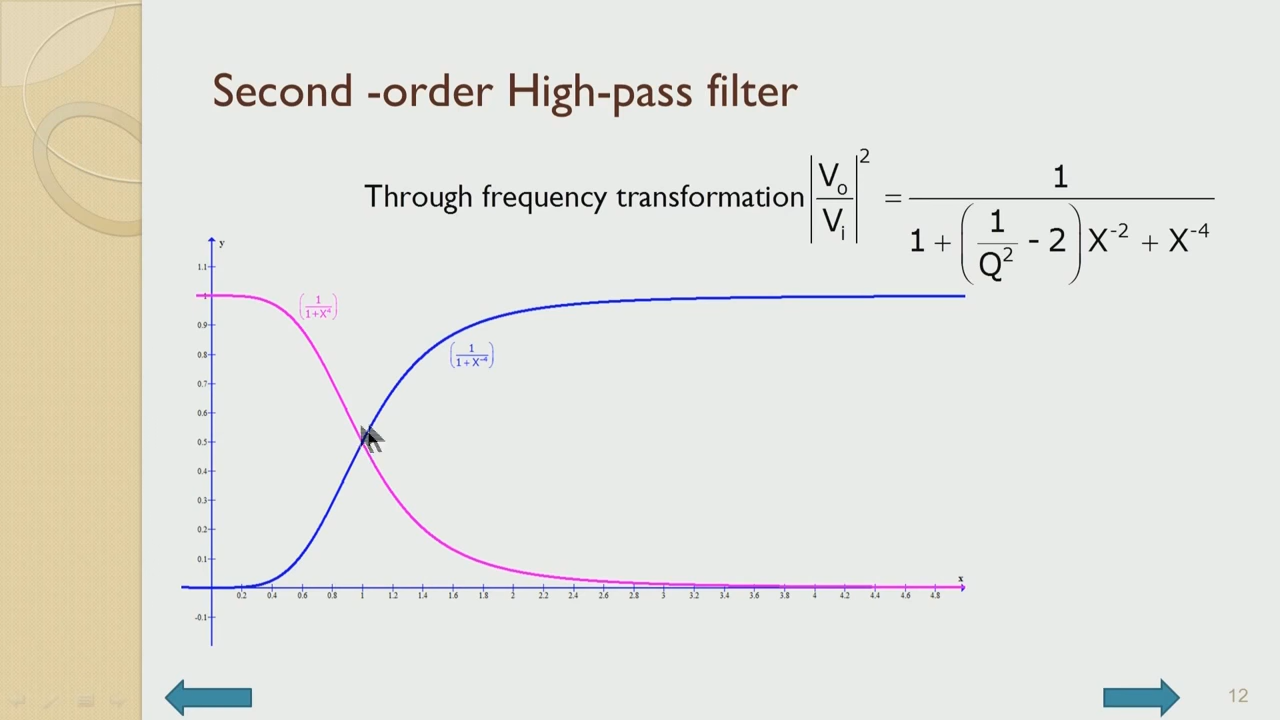 Second -order High-pass filter
Through frequency transformation |Vo/Vi|² = 1/(1 + (1/Q² - 2) X⁻² + X⁻⁴)
y
1.1
1
(1/(1+X⁴))
0.9
(1/(1+X⁻⁴))
0.8
0.7
0.6
0.5
0.4
0.3
0.2
0.1
x
0.2 0.4 0.6 0.8 1 1.2 1.4 1.6 1.8 2 2.2 2.4 2.6 2.8 3 3.2 3.4 3.6 3.8 4 4.2 4.4 4.6 4.8
-0.1
12